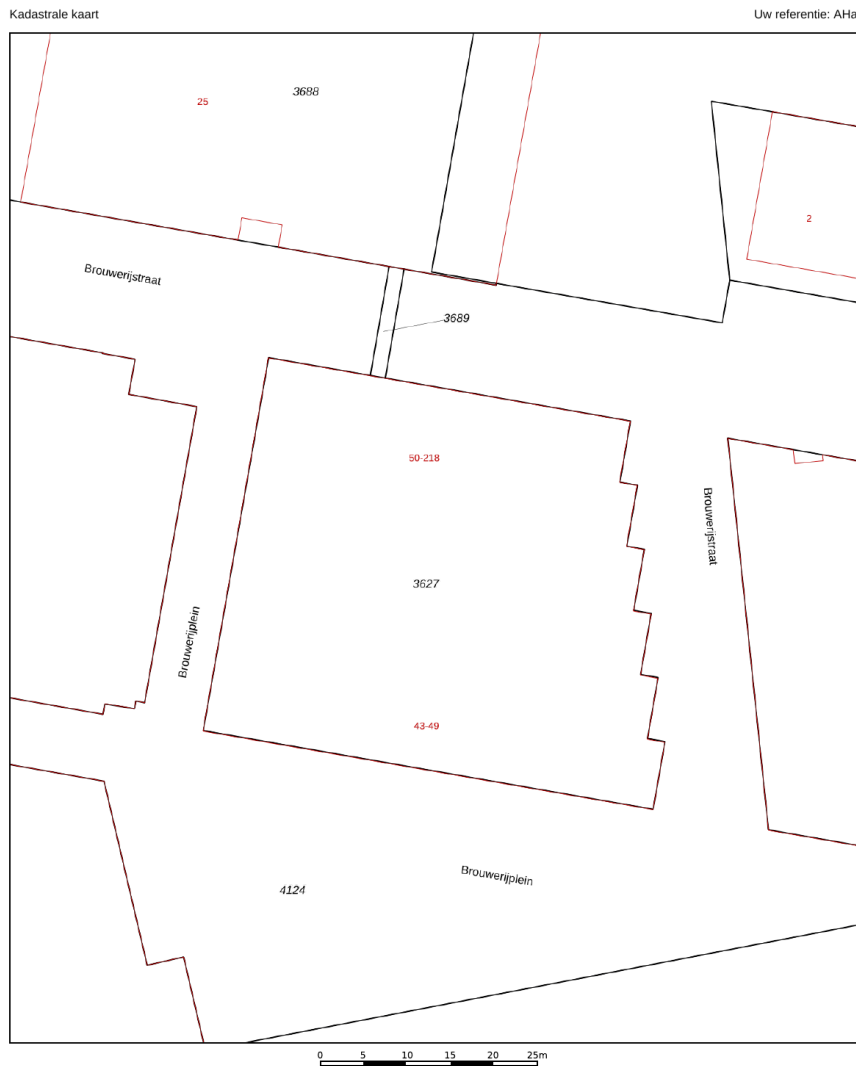 Kadastrale kaart
Uw referentie: AHa
3688
25
2
Brouwerijstraat
3689
50-218
Brouwerijstraat
3627
Brouwerijplein
43-49
Brouwerijplein
4124
0 5 10 15 20 25m